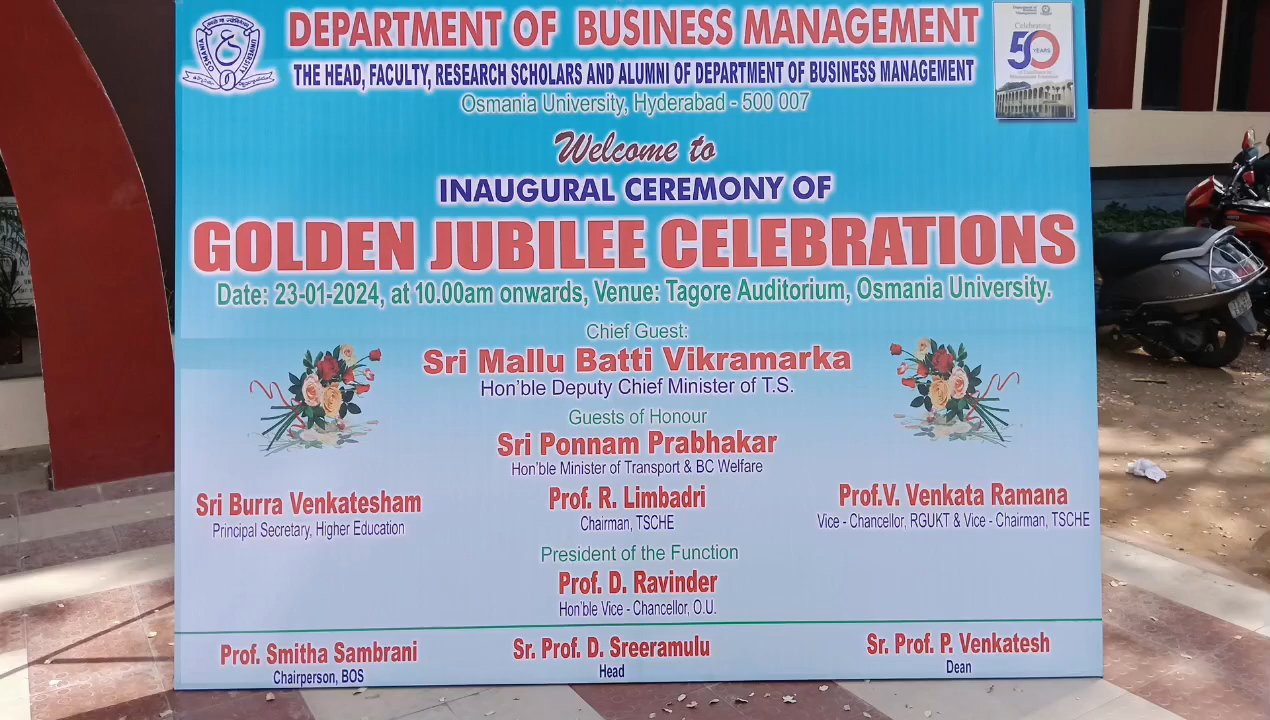 DEPARTMENT OF BUSINESS MANAGEMENT
THE HEAD, FACULTY, RESEARCH SCHOLARS AND ALUMNI OF DEPARTMENT OF BUSINESS MANAGEMENT
Osmania University, Hyderabad - 500 007
Celebrating
50 YEARS
Welcome to
INAUGURAL CEREMONY OF
GOLDEN JUBILEE CELEBRATIONS
Date: 23-01-2024, at 10.00am onwards, Venue: Tagore Auditorium, Osmania University.
Chief Guest:
Sri Mallu Batti Vikramarka
Hon'ble Deputy Chief Minister of T.S.
Guests of Honour
Sri Ponnam Prabhakar
Hon'ble Minister of Transport & BC Welfare
Sri Burra Venkatesham
Principal Secretary, Higher Education
Prof. R. Limbadri
Chairman, TSCHE
Prof.V. Venkata Ramana
Vice - Chancellor, RGUKT & Vice - Chairman, TSCHE
President of the Function
Prof. D. Ravinder
Hon'ble Vice - Chancellor, O.U.
Prof. Smitha Sambrani
Chairperson, BOS
Sr. Prof. D. Sreeramulu
Head
Sr. Prof. P. Venkatesh
Dean